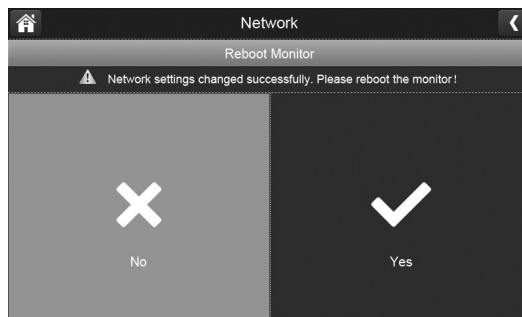 Network
Reboot Monitor
Network settings changed successfully. Please reboot the monitor!
No
Yes